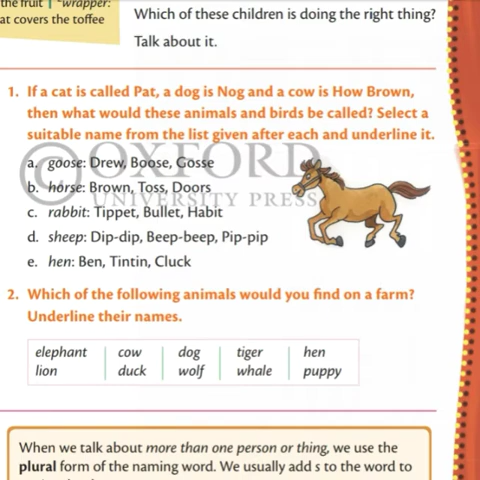 the fruit | *wrapper:
at covers the toffee
Which of these children is doing the right thing?
Talk about it.
1. If a cat is called Pat, a dog is Nog and a cow is How Brown,
then what would these animals and birds be called? Select a
suitable name from the list given after each and underline it.
© OXFORD
UNIVERSITY PRESS
a. goose: Drew, Boose, Gosse
b. horse: Brown, Toss, Doors
c. rabbit: Tippet, Bullet, Habit
d. sheep: Dip-dip, Beep-beep, Pip-pip
e. hen: Ben, Tintin, Cluck
2. Which of the following animals would you find on a farm?
Underline their names.
elephant cow dog tiger hen
lion duck wolf whale puppy
When we talk about more than one person or thing, we use the
plural form of the naming word. We usually add s to the word to